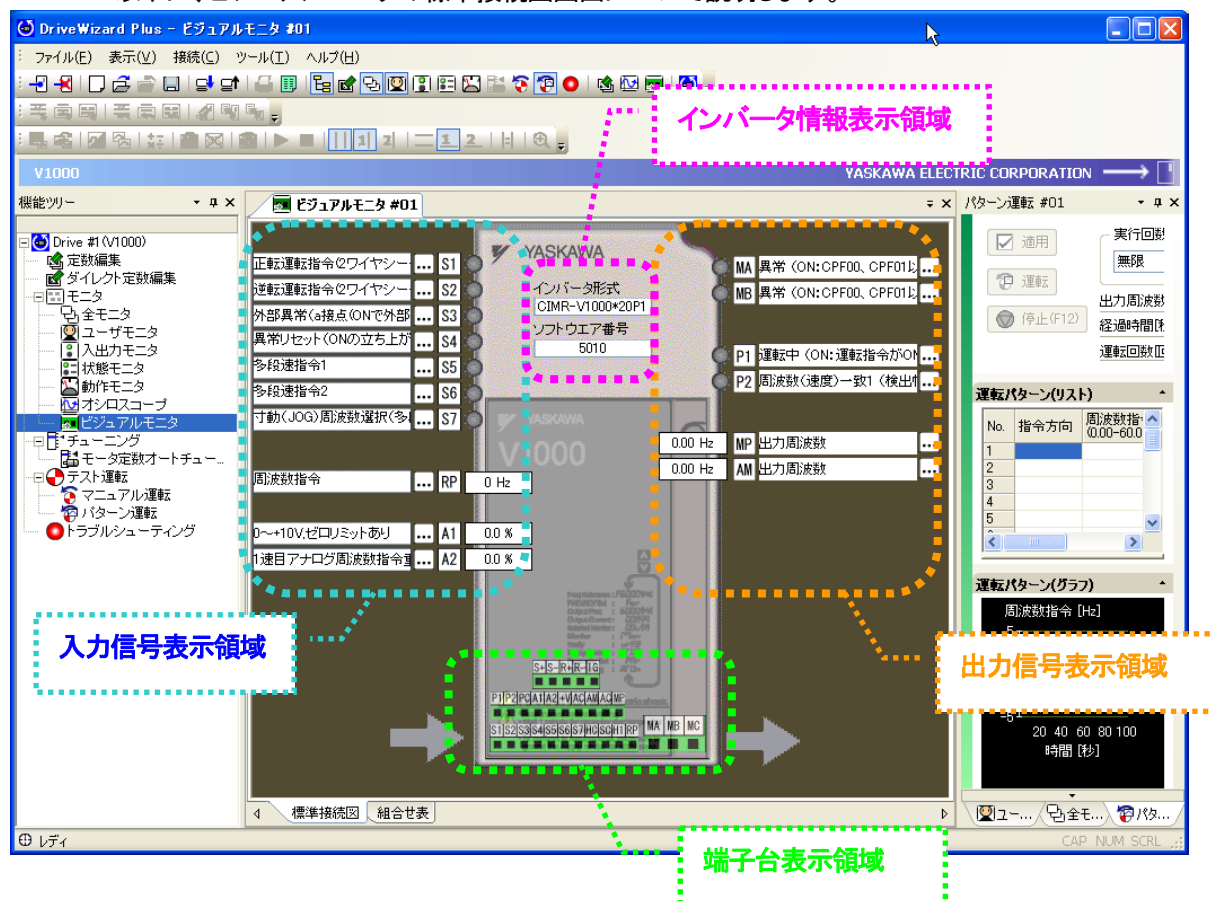 DriveWizard Plus - ビジュアルモニタ #01
ファイル(F) 表示(V) 接続(C) ツール(T) ヘルプ(H)
インバータ情報表示領域
V1000
YASKAWA ELECTRIC CORPORATION
機能ツリー
Drive #1(V1000)
定数編集
ダイレクト定数編集
モニタ
全モニタ
ユーザモニタ
入出力モニタ
状態モニタ
動作モニタ
オシロスコープ
ビジュアルモニタ
チューニング
モータ定数オートチュー...
テスト運転
マニュアル運転
パターン運転
トラブルシューティング
ビジュアルモニタ #01
YASKAWA
インバータ形式
CIMR-V1000*20P1
ソフトウエア番号
5010
正転運転指令(2ワイヤシー ... S1
逆転運転指令(2ワイヤシー ... S2
外部異常(a接点(ONで外部 ... S3
異常リセット(ONの立ち上が ... S4
多段速指令1 ... S5
多段速指令2 ... S6
寸動(JOG)周波数選択(多 ... S7
周波数指令 ... RP 0 Hz
0～+10V,ゼロリミットあり ... A1 0.0 %
1速目アナログ周波数指令 ... A2 0.0 %
MA 異常 (ON:CPF00、CPF01 ...
MB 異常 (ON:CPF00、CPF01 ...
P1 運転中 (ON:運転指令がON ...
P2 周波数(速度)一致1 (検出 ...
0.00 Hz MP 出力周波数 ...
0.00 Hz AM 出力周波数 ...
YASKAWA
V1000
S+ S- R+ R- IG
P1 P2 PC A1 A2 +V AC AM AC MP
S1 S2 S3 S4 S5 S6 S7 HC SC H1 RP
MA MB MC
入力信号表示領域
出力信号表示領域
端子台表示領域
標準接続図 組合せ表
パターン運転 #01
適用
運転
停止(F12)
実行回数
無限
出力周波数
経過時間
運転回数
運転パターン(リスト)
No. 指令方向 周波数指
(0.00-60.0
1
2
3
4
5
運転パターン(グラフ)
周波数指令 [Hz]
-5
20 40 60 80 100
時間 [秒]
ユー... 全モ... パタ...
レディ
CAP NUM SCRL